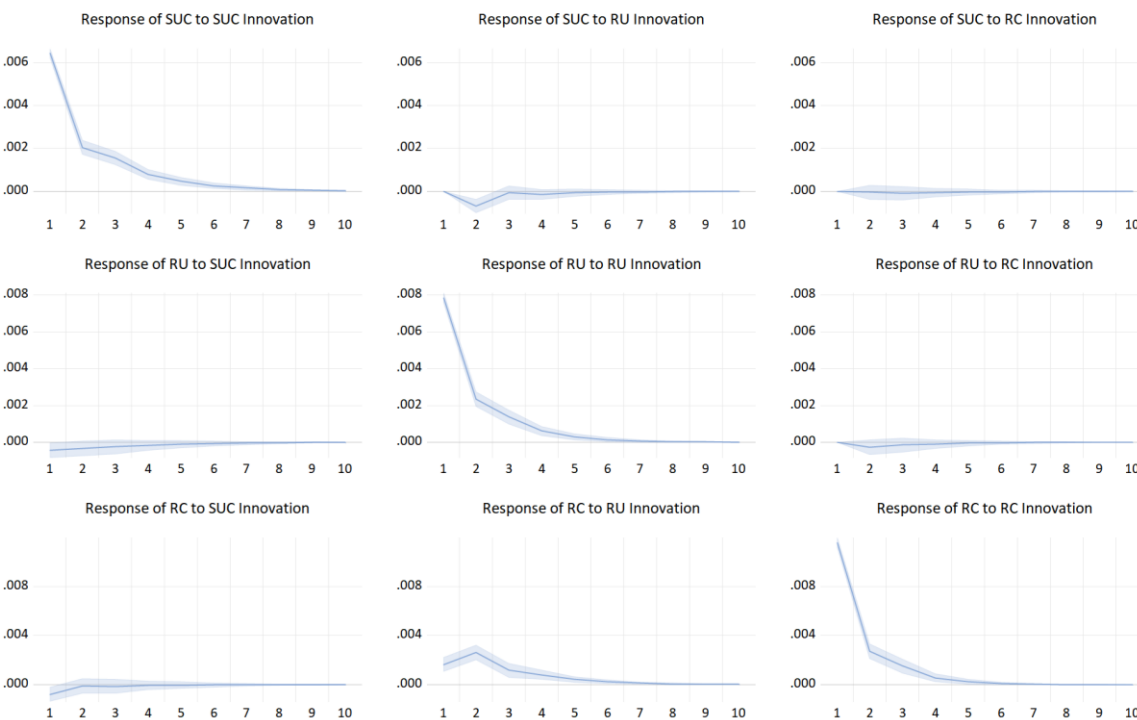 Response of SUC to SUC Innovation
.006
.004
.002
.000
1 2 3 4 5 6 7 8 9 10
Response of SUC to RU Innovation
.006
.004
.002
.000
1 2 3 4 5 6 7 8 9 10
Response of SUC to RC Innovation
.006
.004
.002
.000
1 2 3 4 5 6 7 8 9 10
Response of RU to SUC Innovation
.008
.006
.004
.002
.000
1 2 3 4 5 6 7 8 9 10
Response of RU to RU Innovation
.008
.006
.004
.002
.000
1 2 3 4 5 6 7 8 9 10
Response of RU to RC Innovation
.008
.006
.004
.002
.000
1 2 3 4 5 6 7 8 9 10
Response of RC to SUC Innovation
.008
.004
.000
1 2 3 4 5 6 7 8 9 10
Response of RC to RU Innovation
.008
.004
.000
1 2 3 4 5 6 7 8 9 10
Response of RC to RC Innovation
.008
.004
.000
1 2 3 4 5 6 7 8 9 10